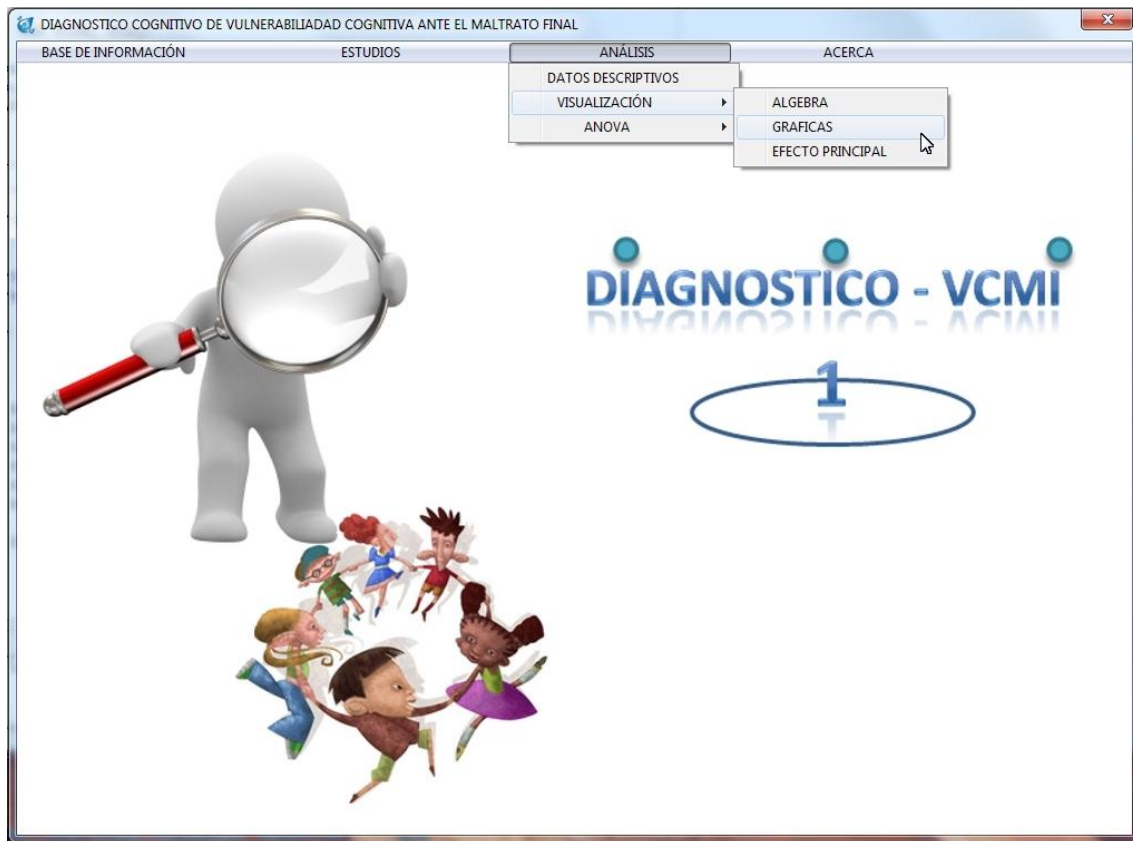 DIAGNOSTICO COGNITIVO DE VULNERABILIADAD COGNITIVA ANTE EL MALTRATO FINAL
BASE DE INFORMACIÓN ESTUDIOS ANÁLISIS ACERCA
DATOS DESCRIPTIVOS
VISUALIZACIÓN
ANOVA
ALGEBRA
GRAFICAS
EFECTO PRINCIPAL
DIAGNOSTICO - VCMI
1